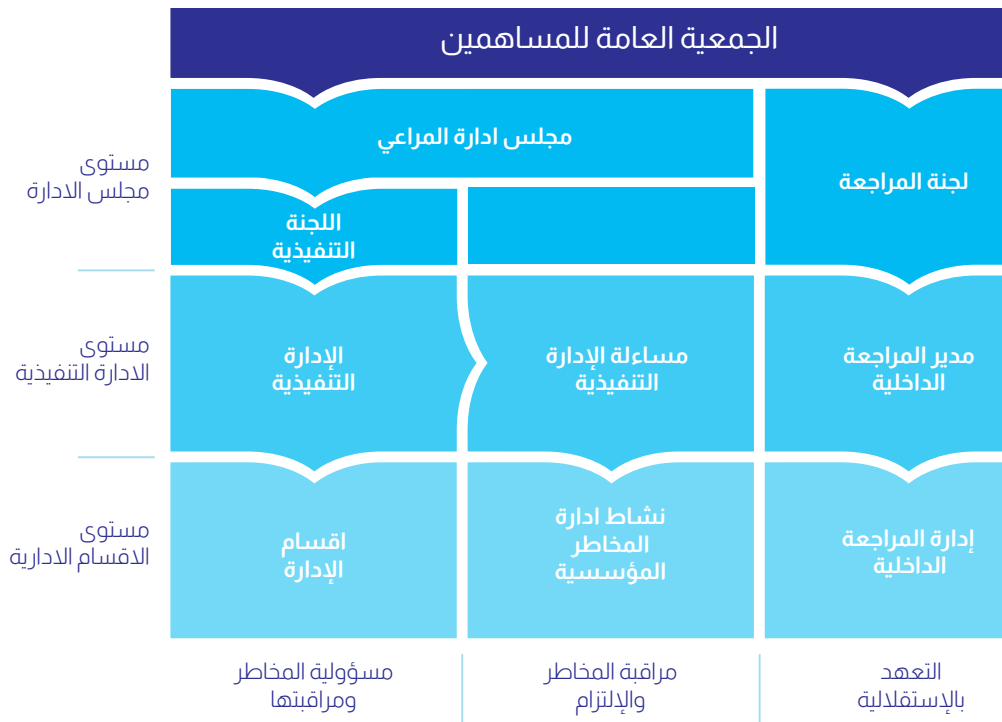 الجمعية العامة للمساهمين
مجلس ادارة المراعي
لجنة المراجعة
مستوى
مجلس الادارة
اللجنة
التنفيذية
مدير المراجعة
الداخلية
مساءلة الإدارة
التنفيذية
الإدارة
التنفيذية
مستوى
الادارة التنفيذية
إدارة المراجعة
الداخلية
نشاط ادارة
المخاطر
المؤسسية
اقسام
الإدارة
مستوى
الاقسام الادارية
التعهد
بالإستقلالية
مراقبة المخاطر
والإلتزام
مسؤولية المخاطر
ومراقبتها